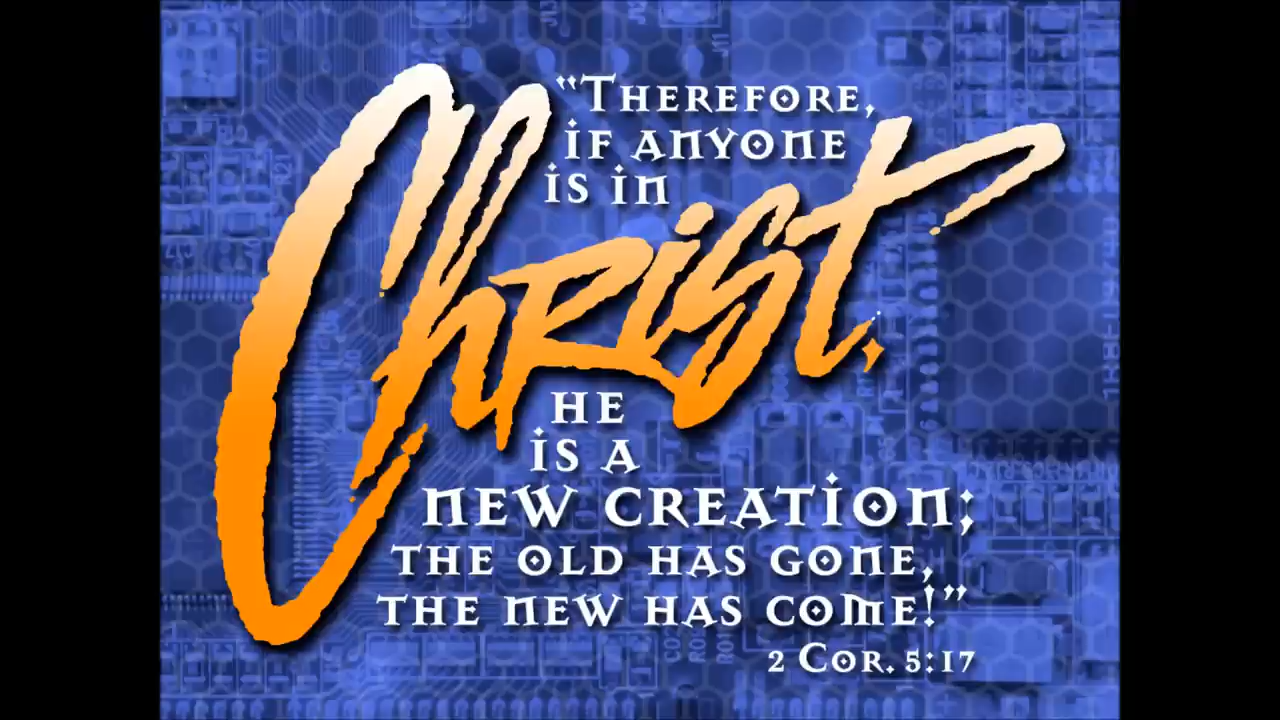 “Therefore,
if anyone
is in
Christ,
he
is a
new creation;
the old has gone,
the new has come!”
2 Cor. 5:17